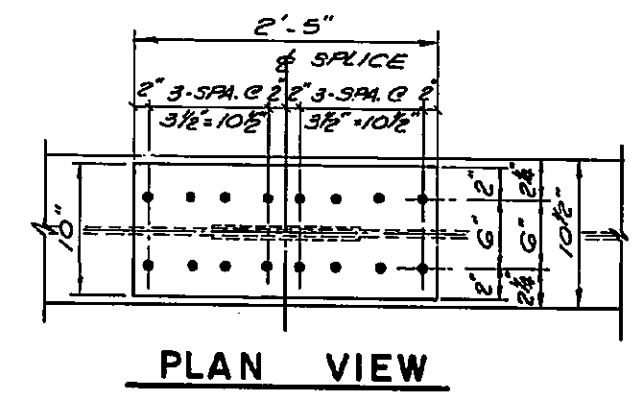 2'-5"
℄ SPLICE
2" 3-SPA. @ 2" 2" 3-SPA. @ 2"
3½"=10½" 3½"=10½"
10"
2" 6" 2"
2¼" 6" 2¼"
10½"
PLAN VIEW